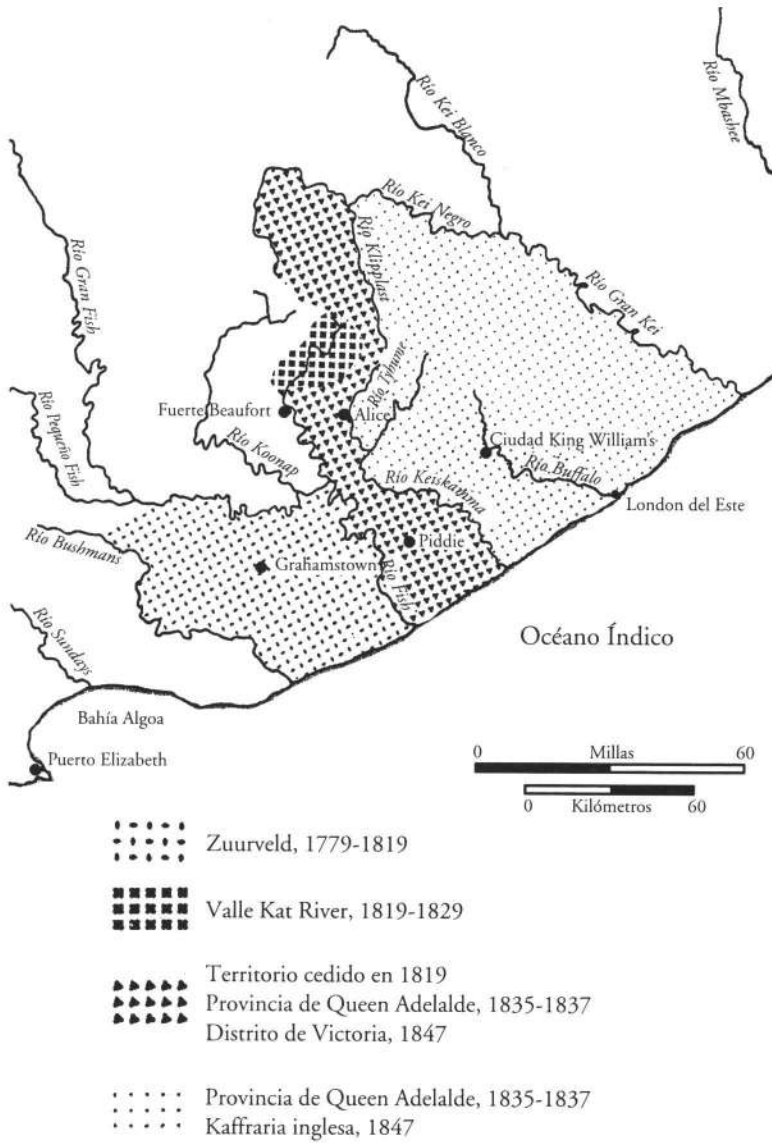 Río Kei Blanco
Río Mbashee
Río Kei Negro
Río Gran Fish
Río Klipplast
Río Gran Kei
Río Tyhume
Río Pequeño Fish
Fuerte Beaufort
Alice
Ciudad King William's
Río Koonap
Río Buffalo
Río Keiskamma
London del Este
Río Bushmans
Piddie
Grahamstown
Río Fish
Océano Índico
Río Sundays
Bahía Algoa
Puerto Elizabeth
0 Millas 60
0 Kilómetros 60
Zuurveld, 1779-1819
Valle Kat River, 1819-1829
Territorio cedido en 1819
Provincia de Queen Adelalde, 1835-1837
Distrito de Victoria, 1847
Provincia de Queen Adelalde, 1835-1837
Kaffraria inglesa, 1847